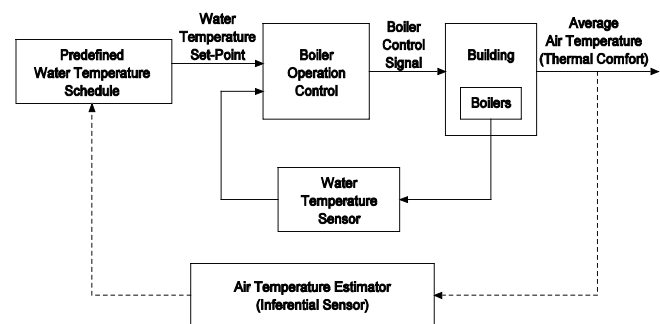 Predefined
Water Temperature
Schedule
Water
Temperature
Set-Point
Boiler
Operation
Control
Boiler
Control
Signal
Building
Boilers
Average
Air Temperature
(Thermal Comfort)
Water
Temperature
Sensor
Air Temperature Estimator
(Inferential Sensor)